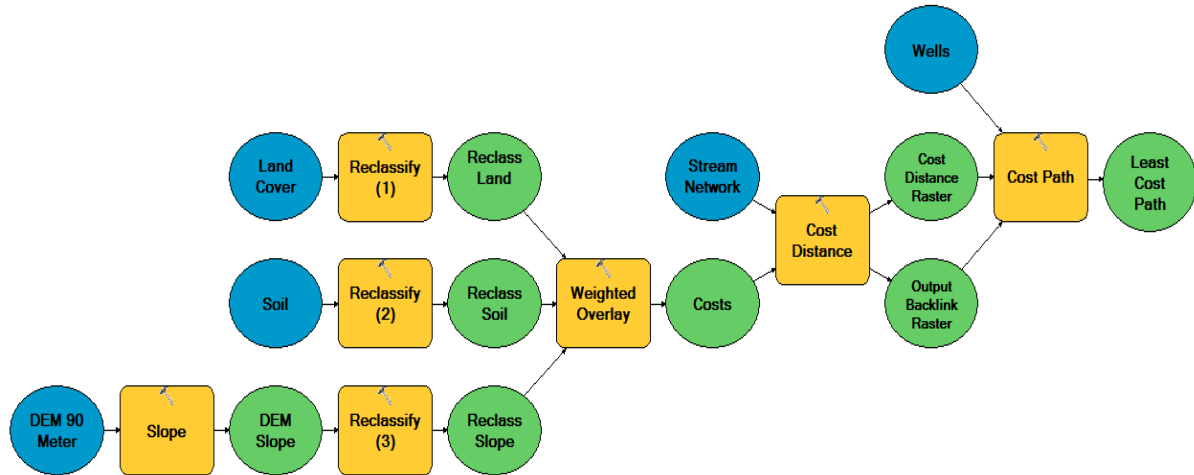 Wells
Land
Cover
Reclassify
(1)
Reclass
Land
Stream
Network
Cost
Distance
Raster
Cost Path
Least
Cost
Path
Cost
Distance
Soil
Reclassify
(2)
Reclass
Soil
Weighted
Overlay
Costs
Output
Backlink
Raster
DEM 90
Meter
Slope
DEM
Slope
Reclassify
(3)
Reclass
Slope